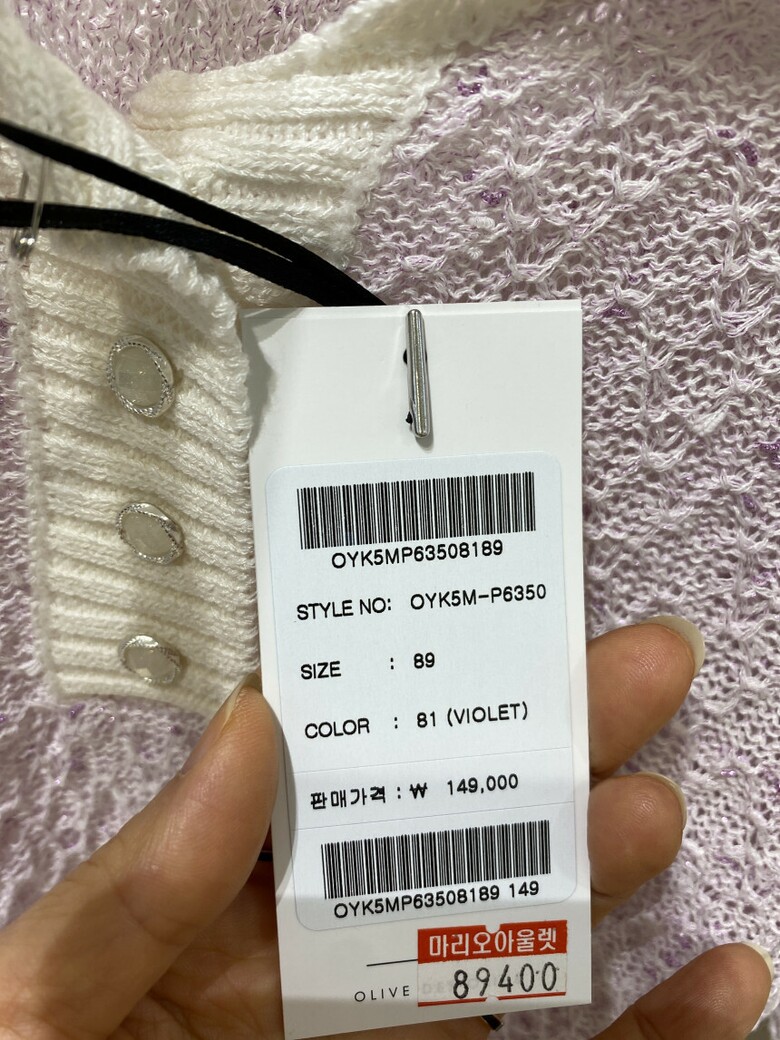 OYK5MP63508189
STYLE NO: OYK5M-P6350
SIZE : 89
COLOR : 81 (VIOLET)
판매가격 : ₩ 149,000
OYK5MP63508189 149
마리오아울렛
89400
OLIVE